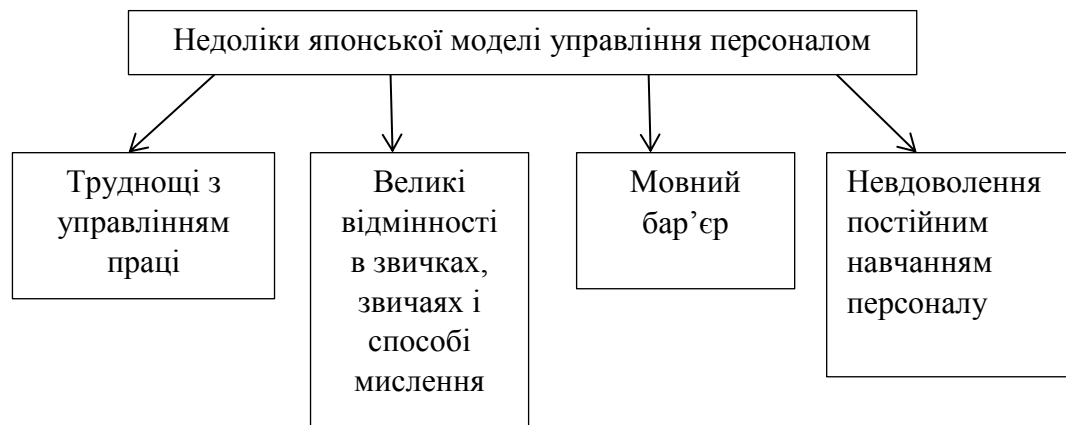 Недоліки японської моделі управління персоналом
Труднощі з
управлінням
праці
Великі
відмінності
в звичках,
звичаях і
способі
мислення
Мовний
бар’єр
Невдоволення
постійним
навчанням
персоналу